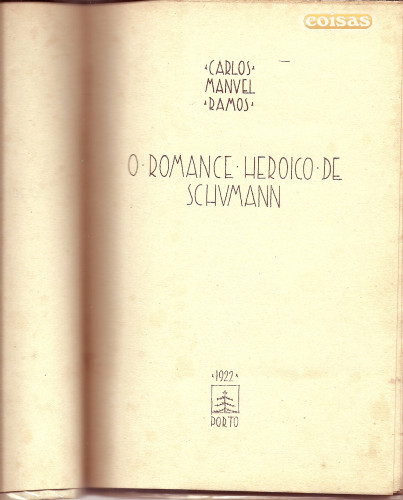 coisas
·CARLOS·
MANVEL
·RAMOS·
O·ROMANCE·HEROICO·DE
SCHVMANN
·1922·
PORTO